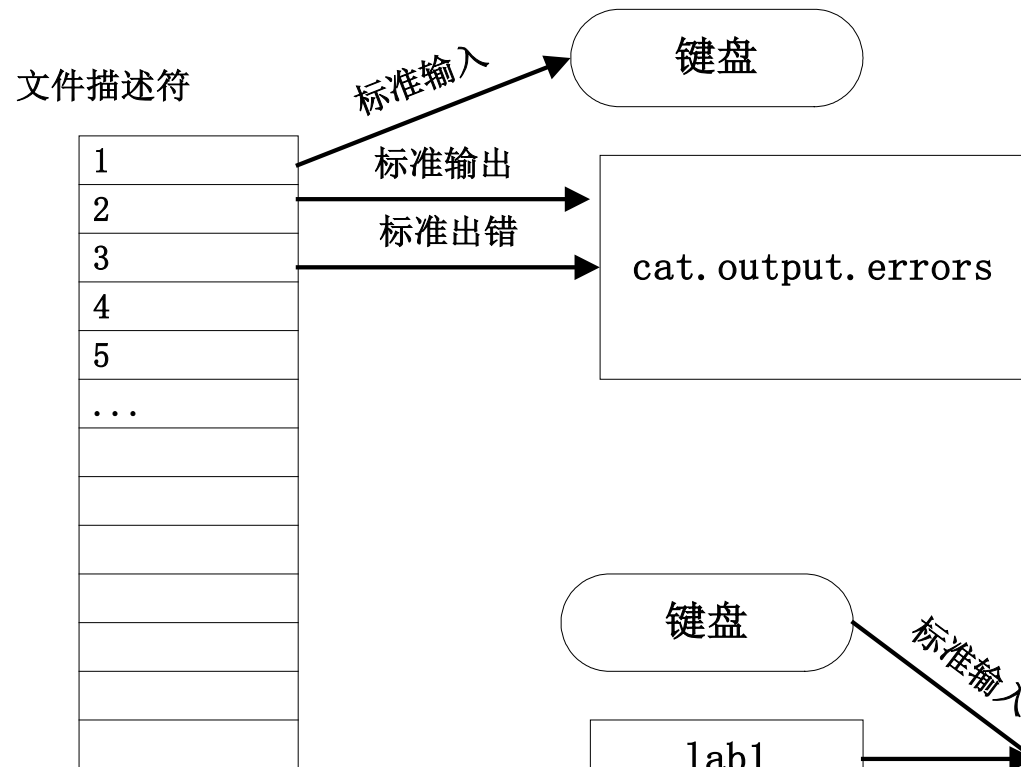 键盘
标准输入
文件描述符
1
标准输出
2
标准出错
3
cat.output.errors
4
5
...
键盘
标准输入
lab1